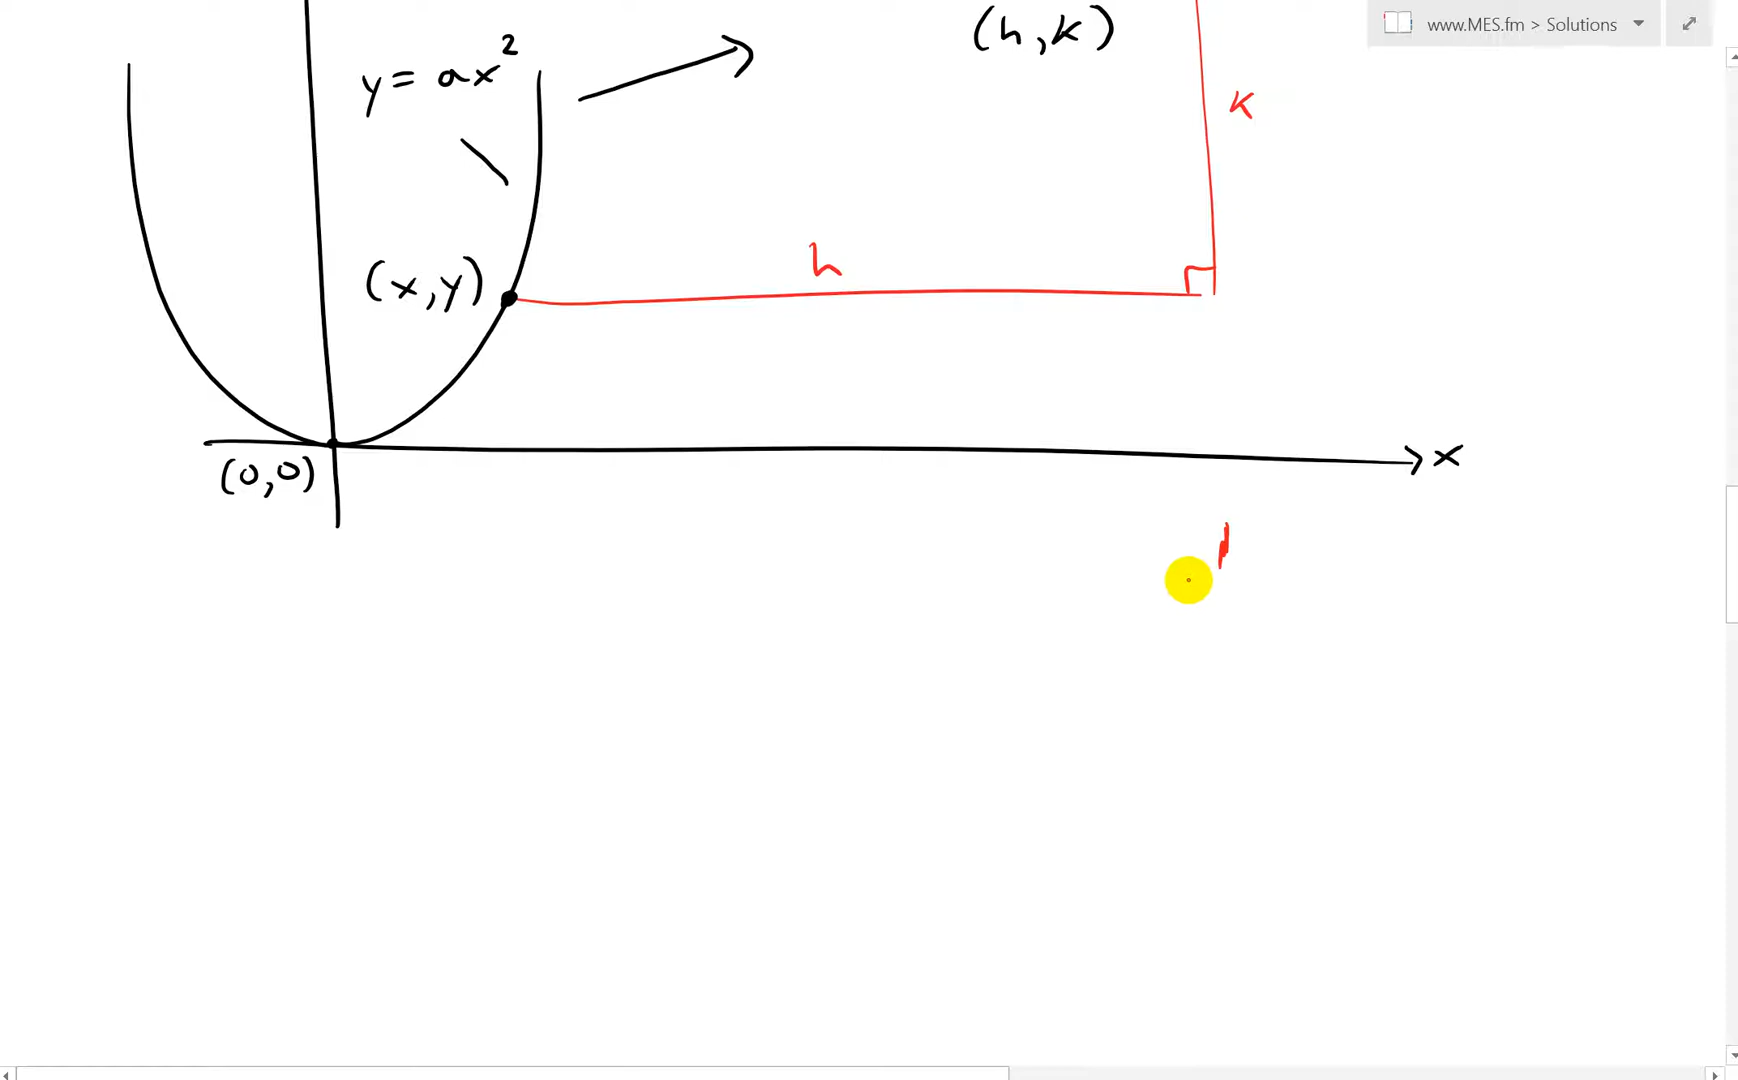 www.MES.fm > Solutions
(h,k)
y = ax²
k
(x,y)
h
x
(0,0)